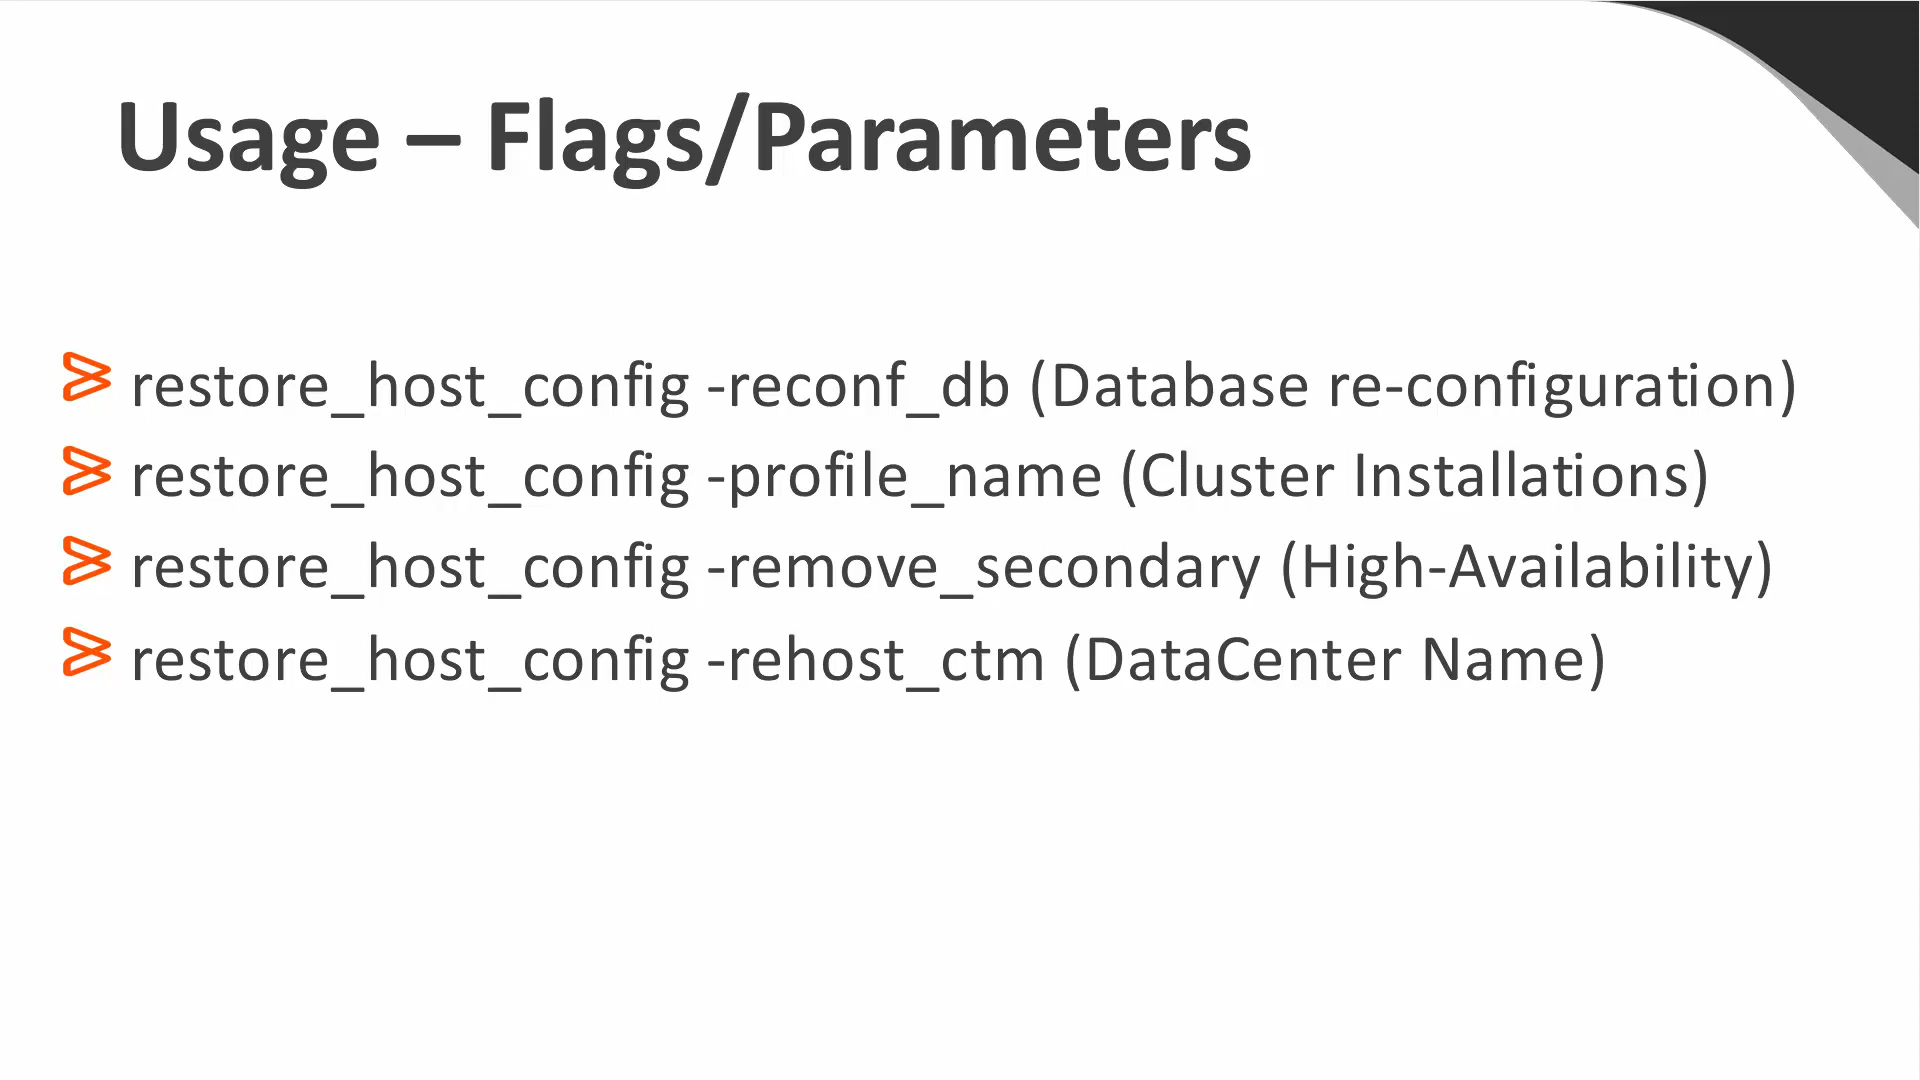 Usage – Flags/Parameters
restore_host_config -reconf_db (Database re-configuration)
restore_host_config -profile_name (Cluster Installations)
restore_host_config -remove_secondary (High-Availability)
restore_host_config -rehost_ctm (DataCenter Name)